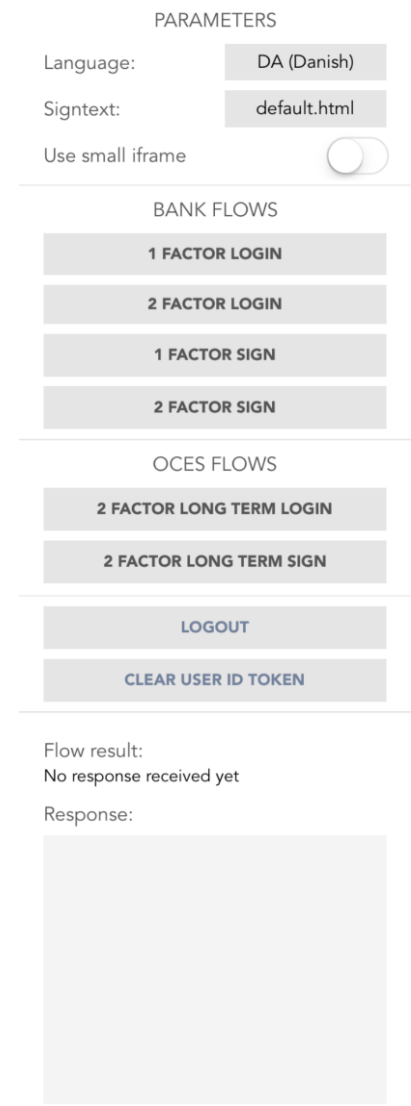 PARAMETERS
Language: DA (Danish)
Signtext: default.html
Use small iframe
BANK FLOWS
1 FACTOR LOGIN
2 FACTOR LOGIN
1 FACTOR SIGN
2 FACTOR SIGN
OCES FLOWS
2 FACTOR LONG TERM LOGIN
2 FACTOR LONG TERM SIGN
LOGOUT
CLEAR USER ID TOKEN
Flow result:
No response received yet
Response: